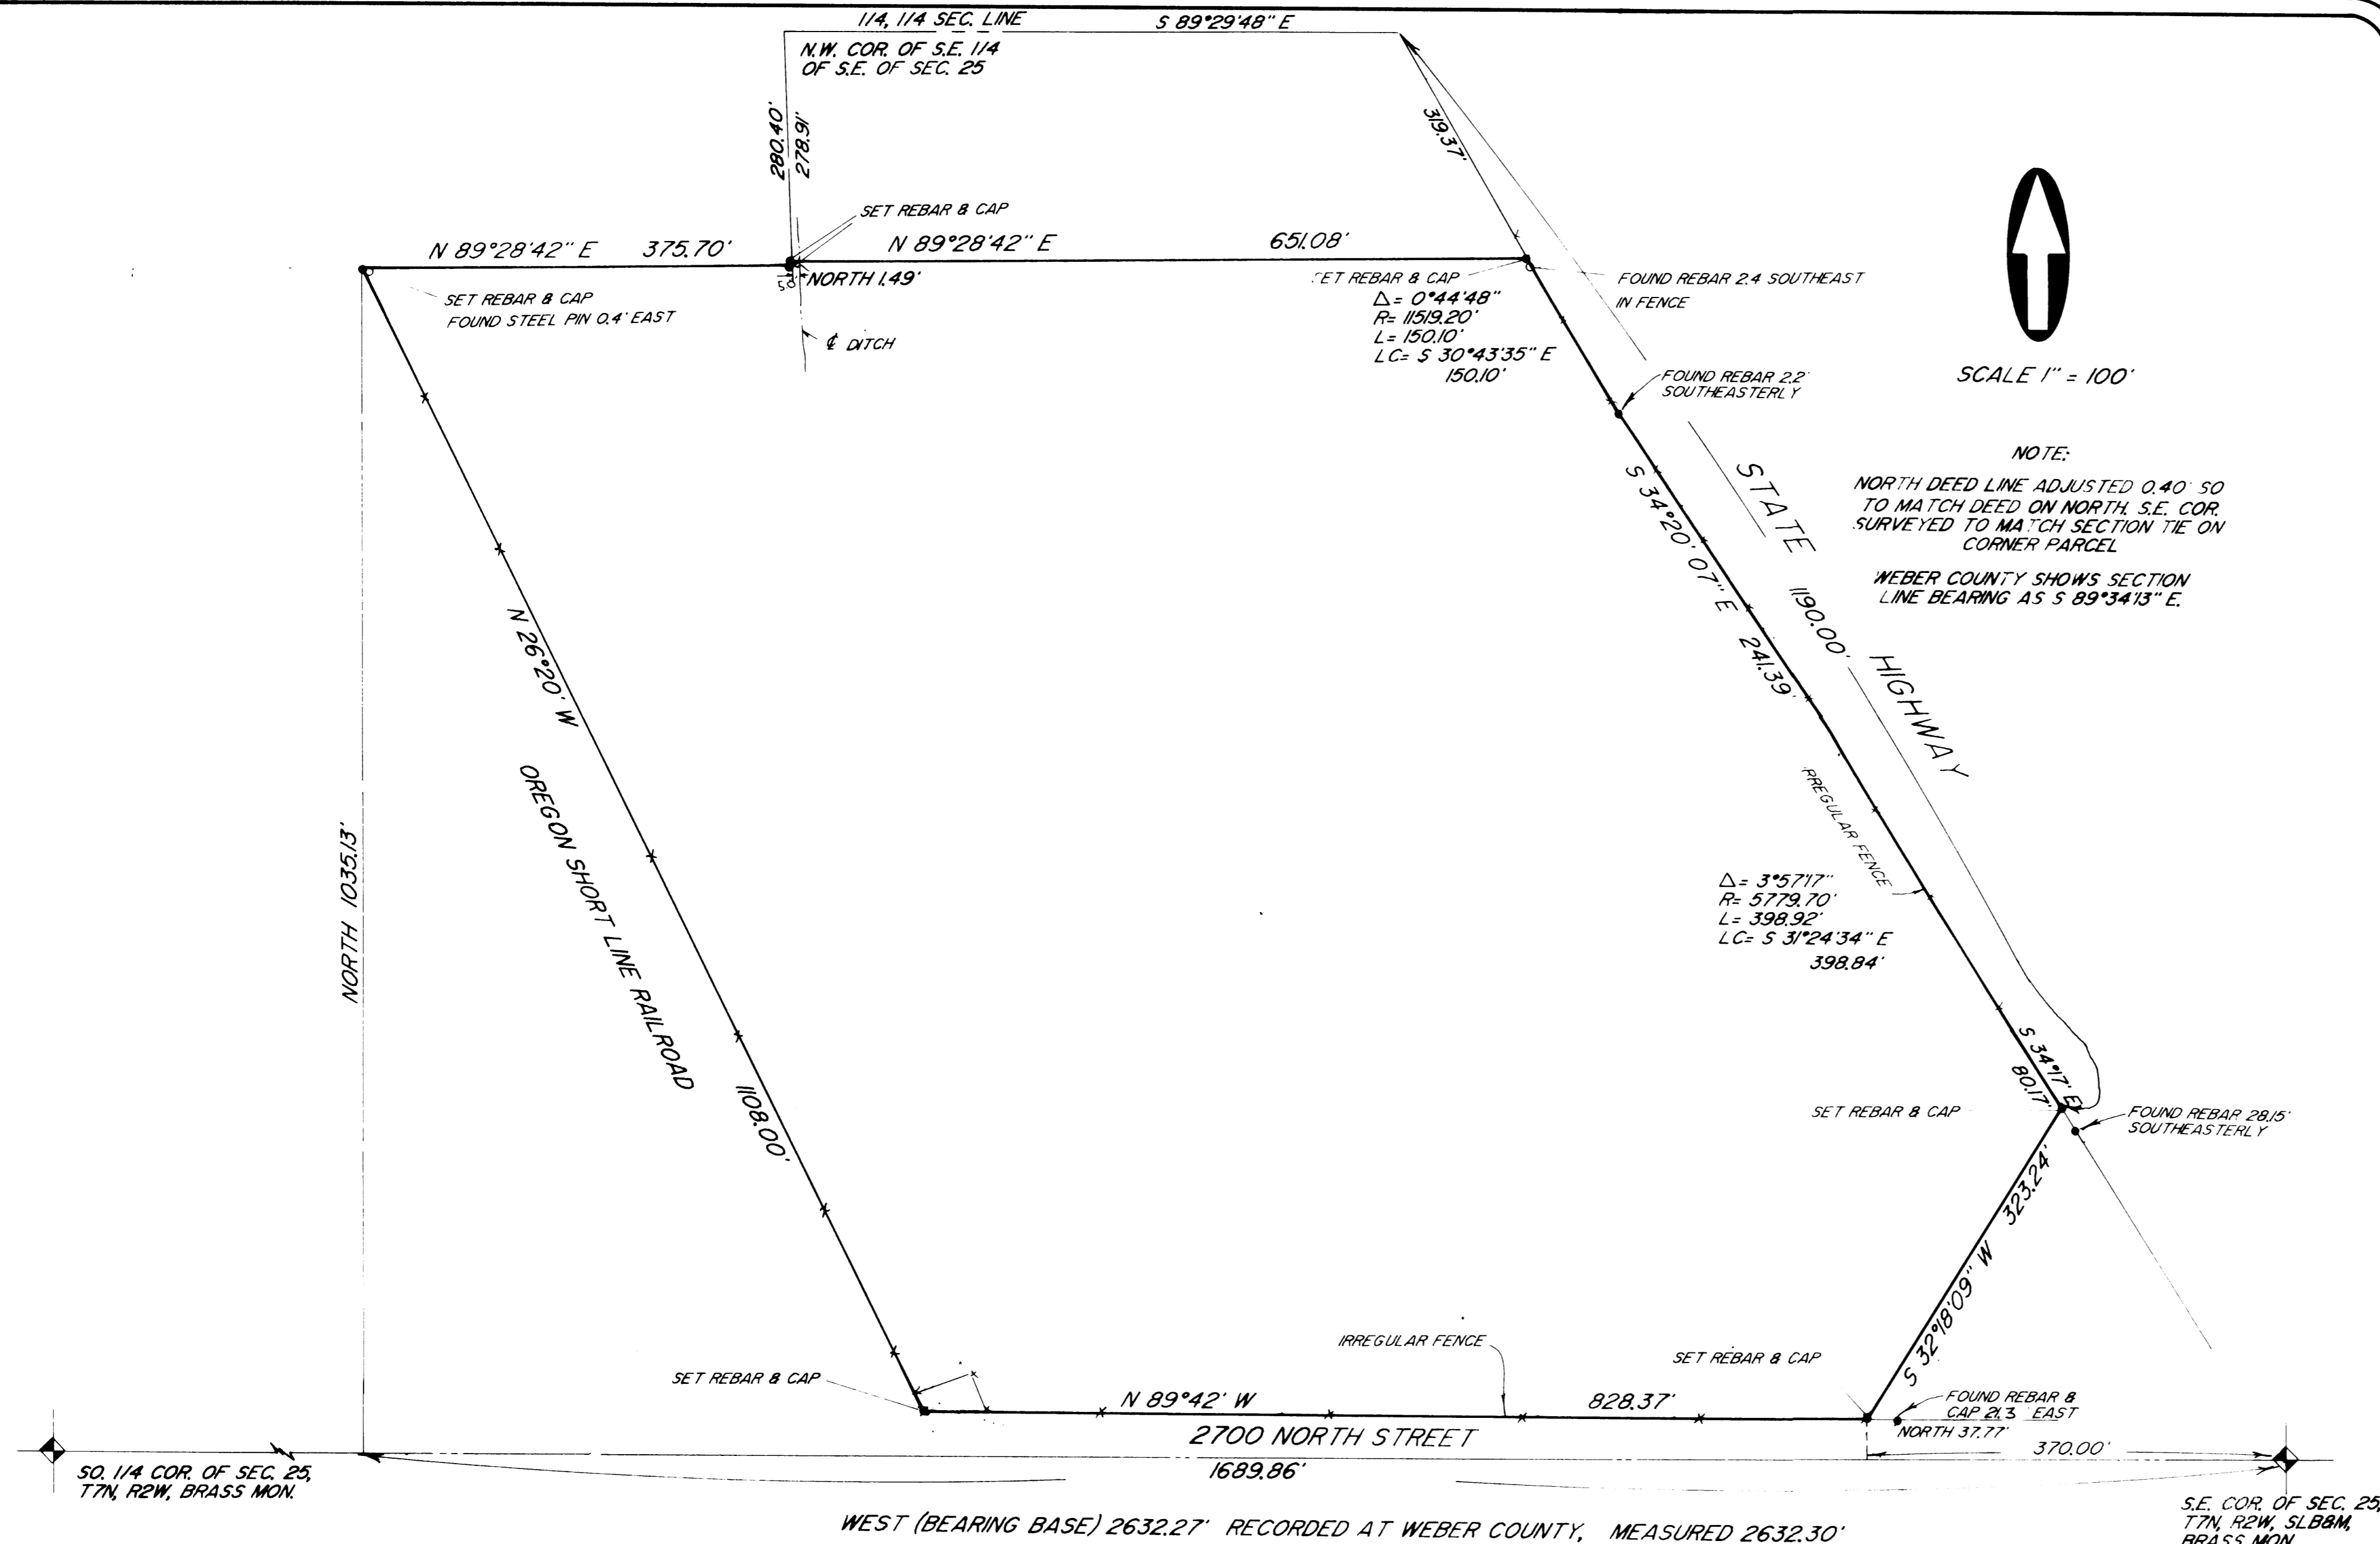 1/4, 1/4 SEC. LINE S 89°29'48" E
N.W. COR. OF S.E. 1/4
OF S.E. OF SEC. 25
280.40'
278.91'
319.37'
SET REBAR & CAP
N 89°28'42" E 375.70'
N 89°28'42" E 651.08'
NORTH 1.49'
5.0'
SET REBAR & CAP
FOUND STEEL PIN 0.4' EAST
℄ DITCH
SET REBAR & CAP
Δ= 0°44'48"
R= 11519.20'
L= 150.10'
LC= S 30°43'35" E
150.10'
FOUND REBAR 2.4 SOUTHEAST
IN FENCE
FOUND REBAR 2.2'
SOUTHEASTERLY
SCALE 1" = 100'
NOTE:
NORTH DEED LINE ADJUSTED 0.40' SO
TO MATCH DEED ON NORTH. S.E. COR.
SURVEYED TO MATCH SECTION TIE ON
CORNER PARCEL
WEBER COUNTY SHOWS SECTION
LINE BEARING AS S 89°34'13" E.
STATE HIGHWAY
1190.00'
S 34°20'07" E 241.39'
N 26°20' W
1108.00'
OREGON SHORT LINE RAILROAD
NORTH 1035.13'
IRREGULAR FENCE
Δ= 3°57'17"
R= 5779.70'
L= 398.92'
LC= S 31°24'34" E
398.84'
S 34°17' E
80.17'
SET REBAR & CAP
FOUND REBAR 28.15'
SOUTHEASTERLY
S 32°18'09" W 323.24'
IRREGULAR FENCE
SET REBAR & CAP
SET REBAR & CAP
N 89°42' W 828.37'
FOUND REBAR &
CAP 21.3 EAST
NORTH 37.77'
370.00'
2700 NORTH STREET
1689.86'
SO. 1/4 COR. OF SEC. 25,
T7N, R2W, BRASS MON.
S.E. COR. OF SEC. 25,
T7N, R2W, SLB&M,
BRASS MON.
WEST (BEARING BASE) 2632.27' RECORDED AT WEBER COUNTY, MEASURED 2632.30'